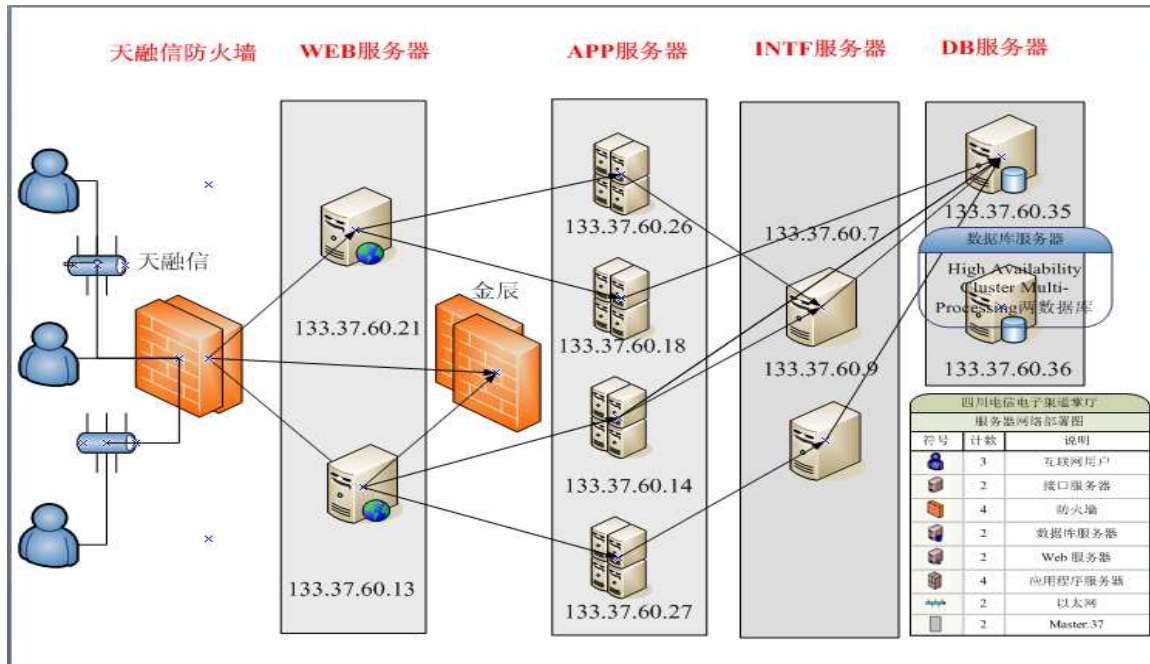 天融信防火墙
WEB服务器
APP服务器
INTF服务器
DB服务器
天融信
133.37.60.21
金辰
133.37.60.13
133.37.60.26
133.37.60.18
133.37.60.14
133.37.60.27
133.37.60.7
133.37.60.9
133.37.60.35
数据库服务器
High Availability
Cluster Multi-
Processing两数据库
133.37.60.36
四川电信电子渠道掌厅
服务器网络部署图
符号 计数 说明
3 互联网用户
2 接口服务器
4 防火墙
2 数据库服务器
2 Web 服务器
4 应用程序服务器
2 以太网
2 Master.37